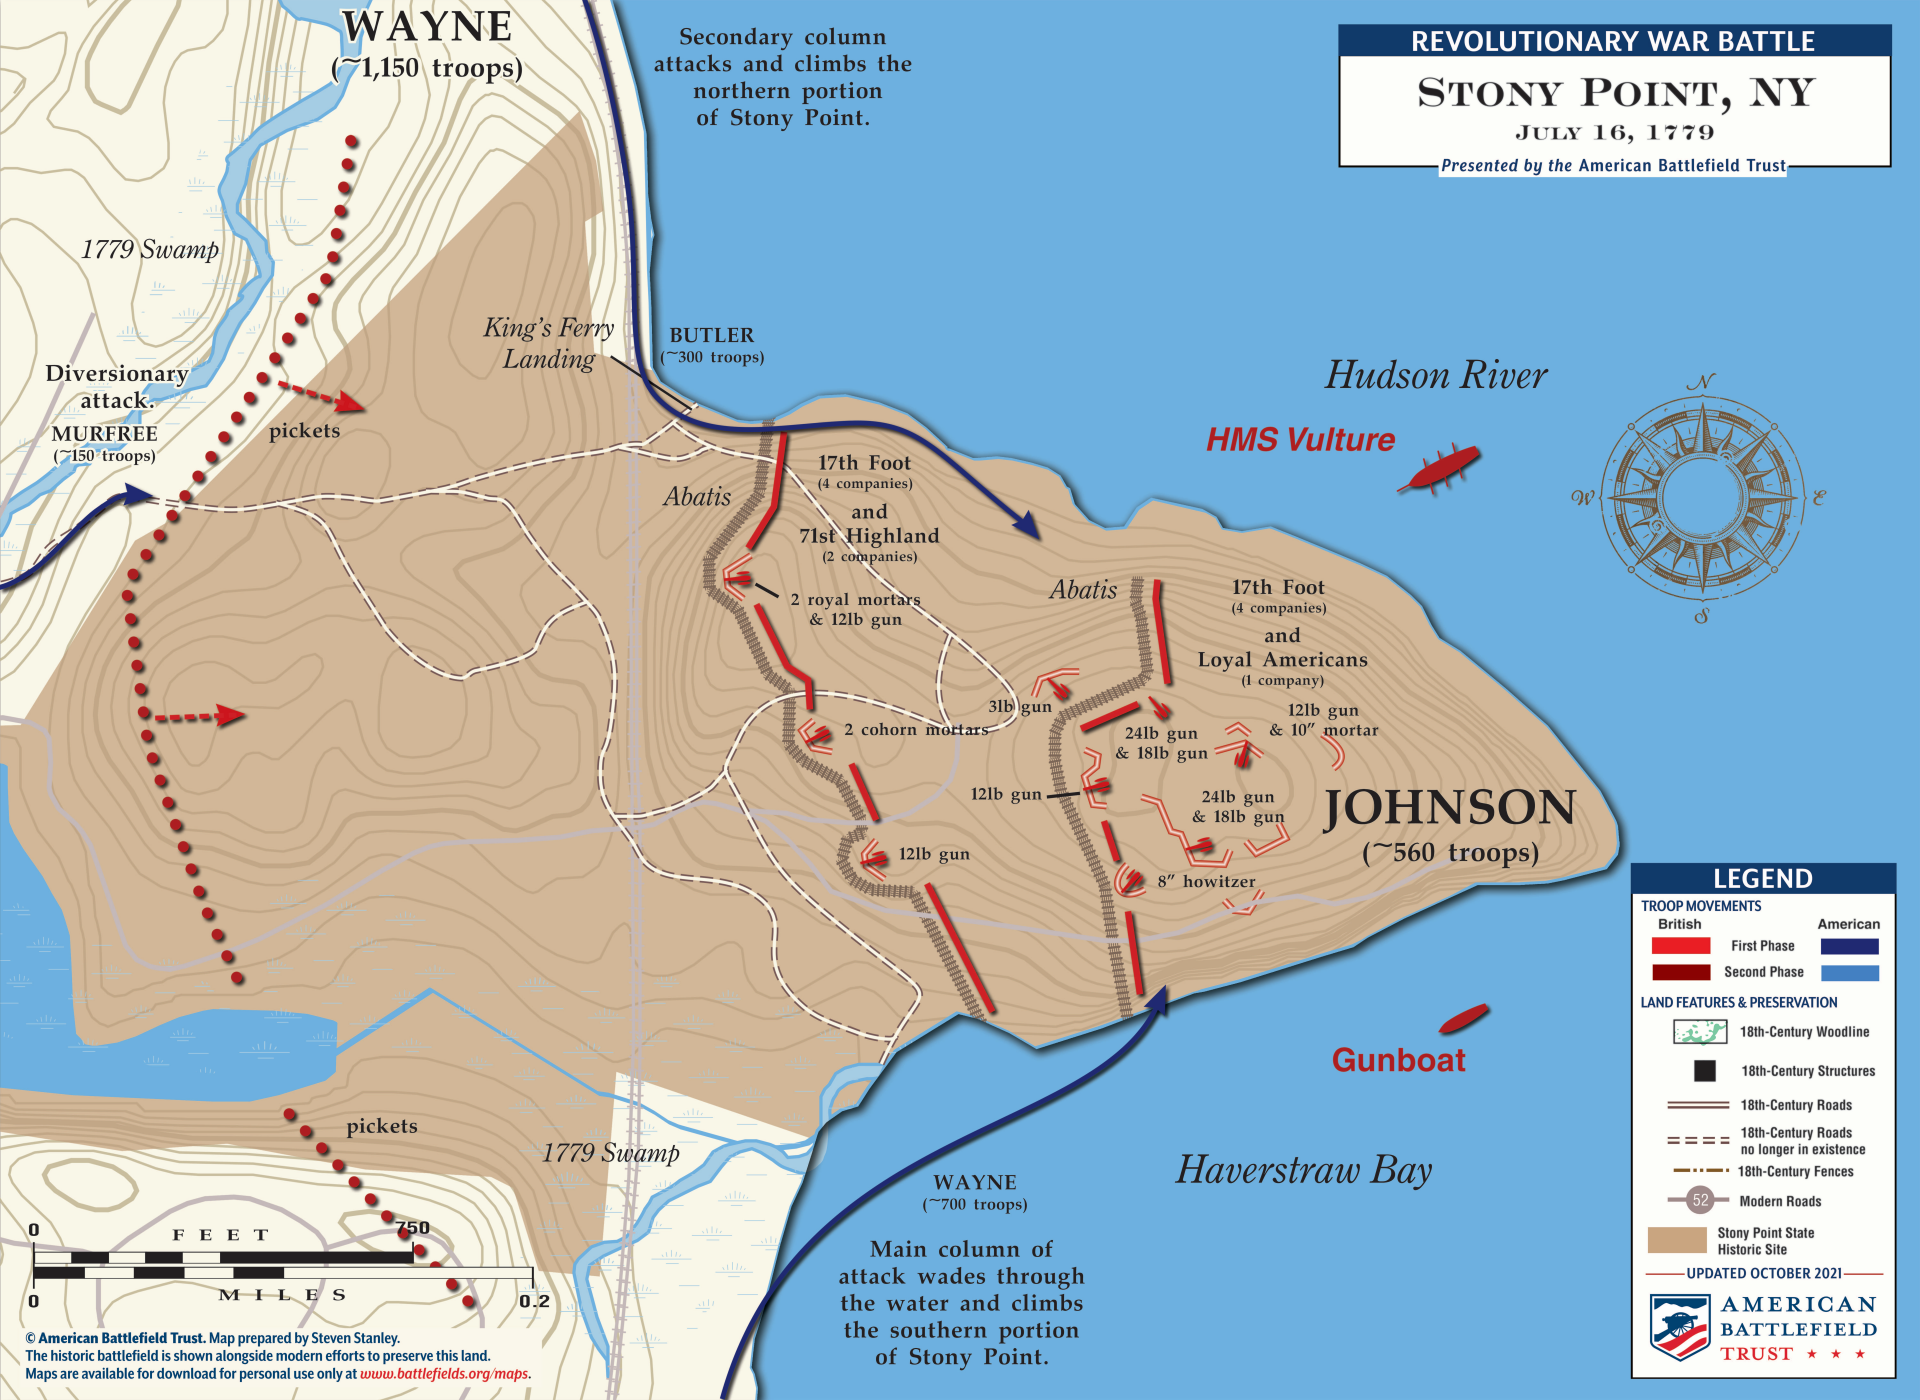 WAYNE
(~1,150 troops)
Secondary column
attacks and climbs the
northern portion
of Stony Point.
REVOLUTIONARY WAR BATTLE
STONY POINT, NY
JULY 16, 1779
Presented by the American Battlefield Trust
1779 Swamp
King's Ferry
Landing
BUTLER
(~300 troops)
Hudson River
HMS Vulture
N
W
E
S
Diversionary
attack.
MURFREE
(~150 troops)
pickets
Abatis
17th Foot
(4 companies)
and
71st Highland
(2 companies)
2 royal mortars
& 12lb gun
Abatis
17th Foot
(4 companies)
and
Loyal Americans
(1 company)
3lb gun
2 cohorn mortars
24lb gun
& 18lb gun
12lb gun
& 10" mortar
12lb gun
24lb gun
& 18lb gun
JOHNSON
(~560 troops)
12lb gun
8" howitzer
Gunboat
pickets
1779 Swamp
WAYNE
(~700 troops)
Haverstraw Bay
Main column of
attack wades through
the water and climbs
the southern portion
of Stony Point.
0
750
FEET
MILES
0
0.2
© American Battlefield Trust. Map prepared by Steven Stanley.
The historic battlefield is shown alongside modern efforts to preserve this land.
Maps are available for download for personal use only at www.battlefields.org/maps.
LEGEND
TROOP MOVEMENTS
British
American
First Phase
Second Phase
LAND FEATURES & PRESERVATION
18th-Century Woodline
18th-Century Structures
18th-Century Roads
18th-Century Roads
no longer in existence
18th-Century Fences
52
Modern Roads
Stony Point State
Historic Site
UPDATED OCTOBER 2021
AMERICAN
BATTLEFIELD
TRUST